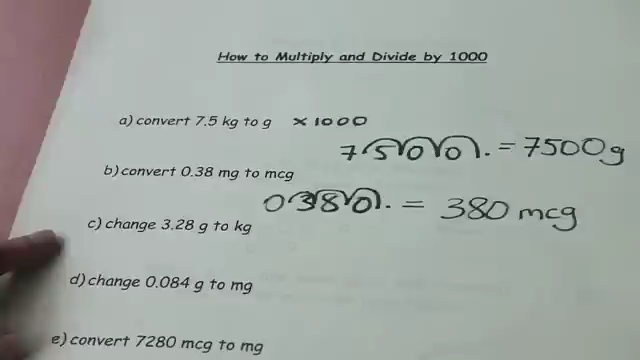 How to Multiply and Divide by 1000
a) convert 7.5 kg to g x 1000
7500. = 7500g
b) convert 0.38 mg to mcg
0380. = 380 mcg
c) change 3.28 g to kg
d) change 0.084 g to mg
e) convert 7280 mcg to mg